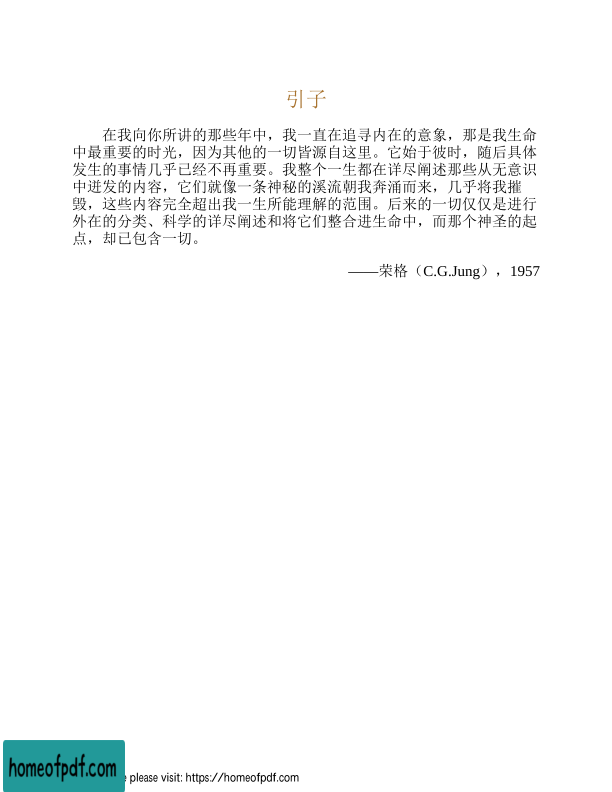 引子
在我向你所讲的那些年中，我一直在追寻内在的意象，那是我生命
中最重要的时光，因为其他的一切皆源自这里。它始于彼时，随后具体
发生的事情几乎已经不再重要。我整个一生都在详尽阐述那些从无意识
中迸发的内容，它们就像一条神秘的溪流朝我奔涌而来，几乎将我摧
毁，这些内容完全超出我一生所能理解的范围。后来的一切仅仅是进行
外在的分类、科学的详尽阐述和将它们整合进生命中，而那个神圣的起
点，却已包含一切。
——荣格（C.G.Jung），1957
homeofpdf.com
please visit: https://homeofpdf.com